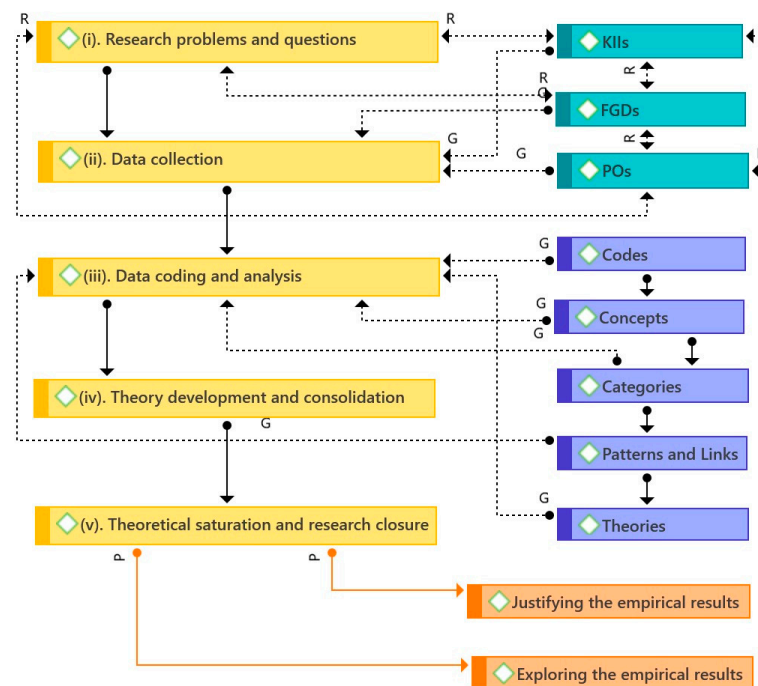 R
R
(i). Research problems and questions
KIIs
R
R
G
FGDs
R
G
G
(ii). Data collection
POs
G
(iii). Data coding and analysis
Codes
G
G
Concepts
(iv). Theory development and consolidation
Categories
G
Patterns and Links
G
(v). Theoretical saturation and research closure
Theories
P
P
Justifying the empirical results
Exploring the empirical results